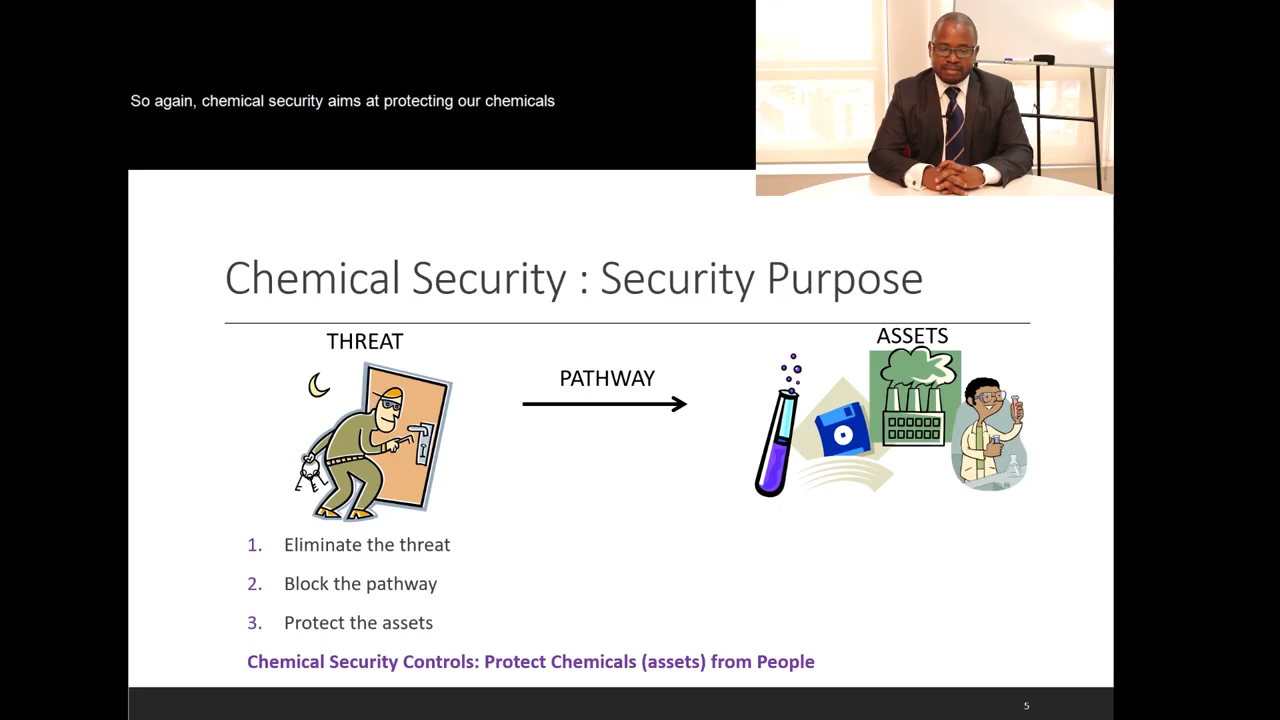 So again, chemical security aims at protecting our chemicals
Chemical Security : Security Purpose
THREAT
PATHWAY
ASSETS
1. Eliminate the threat
2. Block the pathway
3. Protect the assets
Chemical Security Controls: Protect Chemicals (assets) from People
5